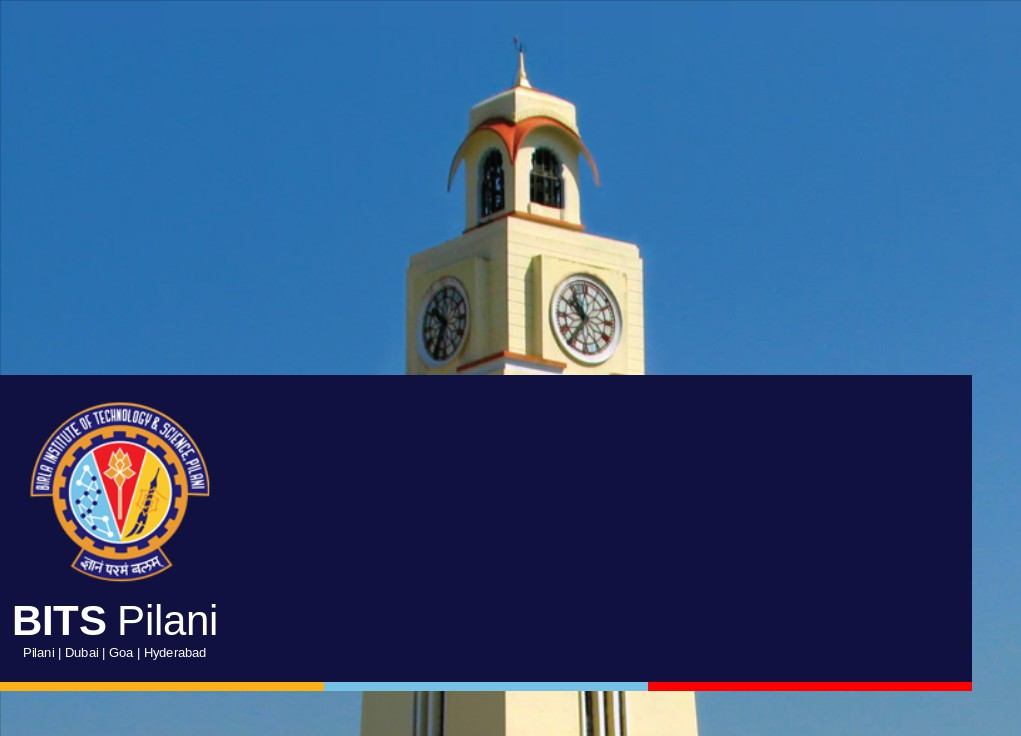 BIRLA INSTITUTE OF TECHNOLOGY & SCIENCE, PILANI
ज्ञानं परमं बलम्
BITS Pilani
Pilani | Dubai | Goa | Hyderabad